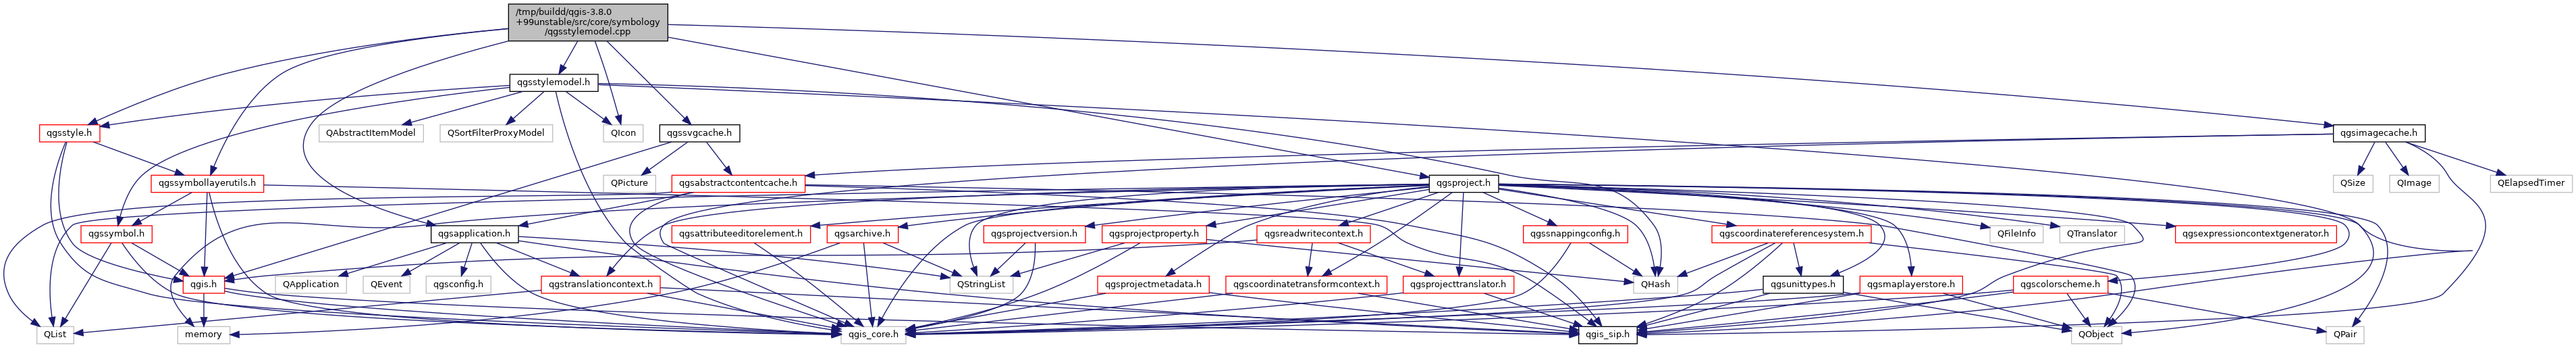 /tmp/buildd/qgis-3.8.0
+99unstable/src/core/symbology
/qgsstylemodel.cpp
qgsstylemodel.h
qgsstyle.h
QAbstractItemModel
QSortFilterProxyModel
QIcon
qgssvgcache.h
qgsimagecache.h
qgssymbollayerutils.h
QPicture
qgsabstractcontentcache.h
qgsproject.h
QSize
QImage
QElapsedTimer
qgssymbol.h
qgsapplication.h
qgsattributeeditorelement.h
qgsarchive.h
qgsprojectversion.h
qgsprojectproperty.h
qgsreadwritecontext.h
qgssnappingconfig.h
qgscoordinatereferencesystem.h
QFileInfo
QTranslator
qgsexpressioncontextgenerator.h
qgis.h
QApplication
QEvent
qgsconfig.h
qgstranslationcontext.h
QStringList
qgsprojectmetadata.h
qgscoordinatetransformcontext.h
qgsprojecttranslator.h
QHash
qgsunittypes.h
qgsmaplayerstore.h
qgscolorscheme.h
QList
memory
qgis_core.h
qgis_sip.h
QObject
QPair